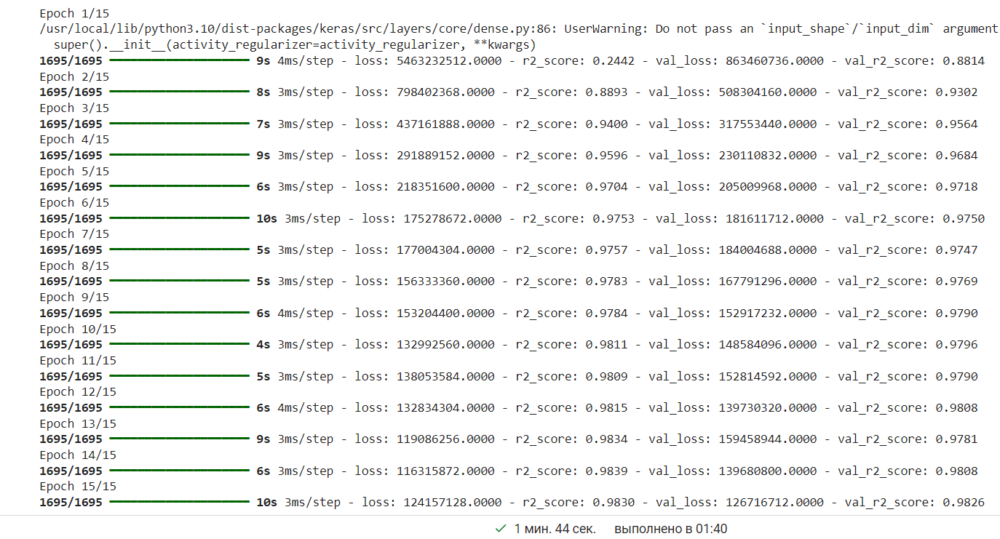 Epoch 1/15
/usr/local/lib/python3.10/dist-packages/keras/src/layers/core/dense.py:86: UserWarning: Do not pass an `input_shape`/`input_dim` argument
super().__init__(activity_regularizer=activity_regularizer, **kwargs)
1695/1695 9s 4ms/step - loss: 5463232512.0000 - r2_score: 0.2442 - val_loss: 863460736.0000 - val_r2_score: 0.8814
Epoch 2/15
1695/1695 8s 3ms/step - loss: 798402368.0000 - r2_score: 0.8893 - val_loss: 508304160.0000 - val_r2_score: 0.9302
Epoch 3/15
1695/1695 7s 3ms/step - loss: 437161888.0000 - r2_score: 0.9400 - val_loss: 317553440.0000 - val_r2_score: 0.9564
Epoch 4/15
1695/1695 9s 3ms/step - loss: 291889152.0000 - r2_score: 0.9596 - val_loss: 230110832.0000 - val_r2_score: 0.9684
Epoch 5/15
1695/1695 6s 3ms/step - loss: 218351600.0000 - r2_score: 0.9704 - val_loss: 205009968.0000 - val_r2_score: 0.9718
Epoch 6/15
1695/1695 10s 3ms/step - loss: 175278672.0000 - r2_score: 0.9753 - val_loss: 181611712.0000 - val_r2_score: 0.9750
Epoch 7/15
1695/1695 5s 3ms/step - loss: 177004304.0000 - r2_score: 0.9757 - val_loss: 184004688.0000 - val_r2_score: 0.9747
Epoch 8/15
1695/1695 5s 3ms/step - loss: 156333360.0000 - r2_score: 0.9783 - val_loss: 167791296.0000 - val_r2_score: 0.9769
Epoch 9/15
1695/1695 6s 4ms/step - loss: 153204400.0000 - r2_score: 0.9784 - val_loss: 152917232.0000 - val_r2_score: 0.9790
Epoch 10/15
1695/1695 4s 3ms/step - loss: 132992560.0000 - r2_score: 0.9811 - val_loss: 148584096.0000 - val_r2_score: 0.9796
Epoch 11/15
1695/1695 5s 3ms/step - loss: 138053584.0000 - r2_score: 0.9809 - val_loss: 152814592.0000 - val_r2_score: 0.9790
Epoch 12/15
1695/1695 6s 4ms/step - loss: 132834304.0000 - r2_score: 0.9815 - val_loss: 139730320.0000 - val_r2_score: 0.9808
Epoch 13/15
1695/1695 9s 3ms/step - loss: 119086256.0000 - r2_score: 0.9834 - val_loss: 159458944.0000 - val_r2_score: 0.9781
Epoch 14/15
1695/1695 6s 3ms/step - loss: 116315872.0000 - r2_score: 0.9839 - val_loss: 139680800.0000 - val_r2_score: 0.9808
Epoch 15/15
1695/1695 10s 3ms/step - loss: 124157128.0000 - r2_score: 0.9830 - val_loss: 126716712.0000 - val_r2_score: 0.9826
✓ 1 мин. 44 сек. выполнено в 01:40